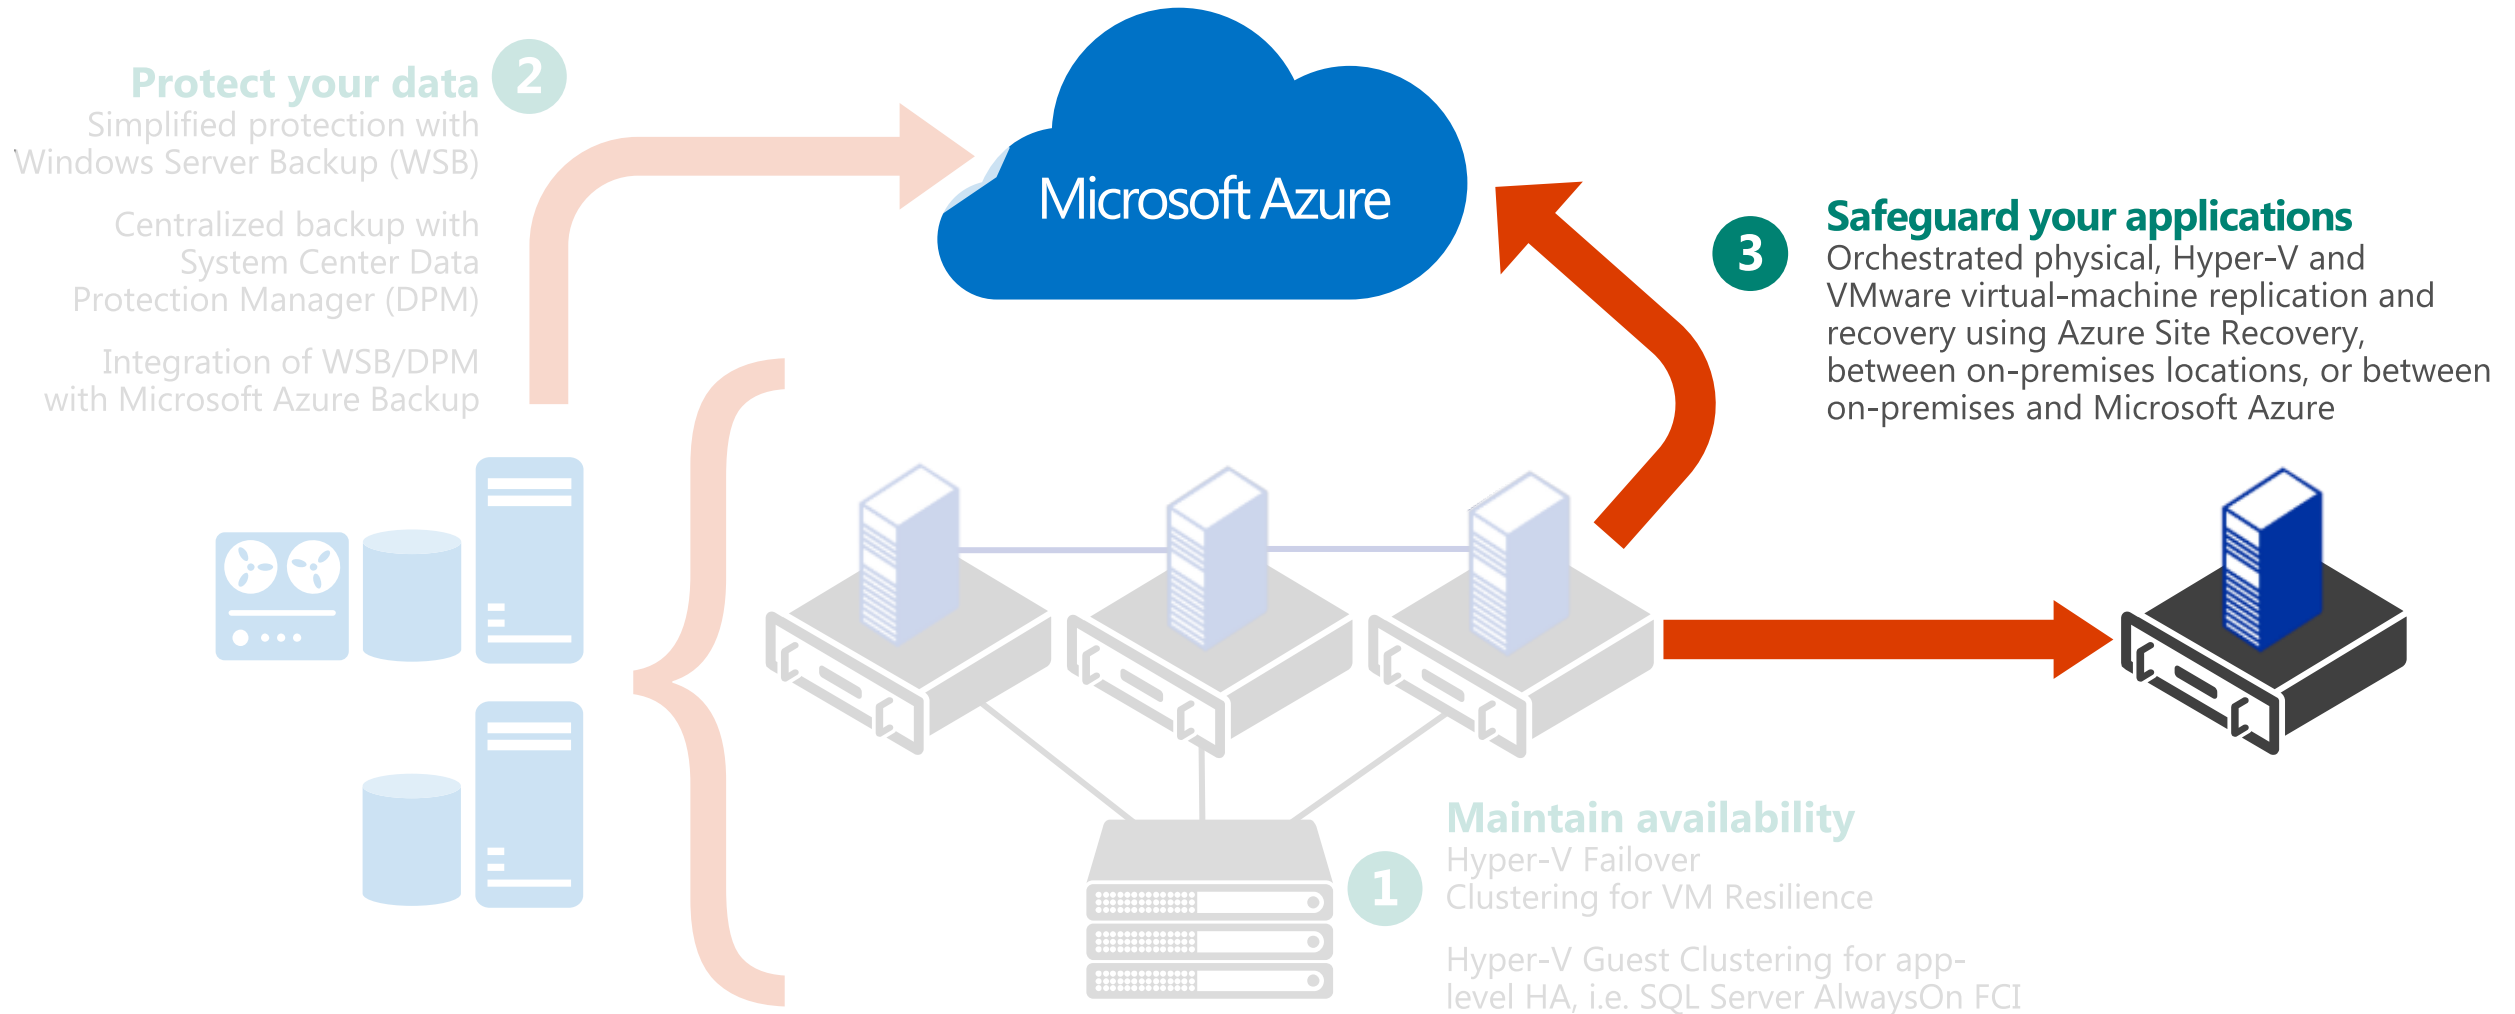 2
Protect your data
Simplified protection with
Windows Server Backup (WSB)
Centralized backup with
System Center Data
Protection Manager (DPM)
Integration of WSB/DPM
with Microsoft Azure Backup
Microsoft Azure
3
Safeguard your applications
Orchestrated physical, Hyper-V and
VMware virtual-machine replication and
recovery using Azure Site Recovery,
between on-premises locations, or between
on-premises and Microsoft Azure
1
Maintain availability
Hyper-V Failover
Clustering for VM Resilience
Hyper-V Guest Clustering for app-
level HA, i.e. SQL Server AlwaysOn FCI